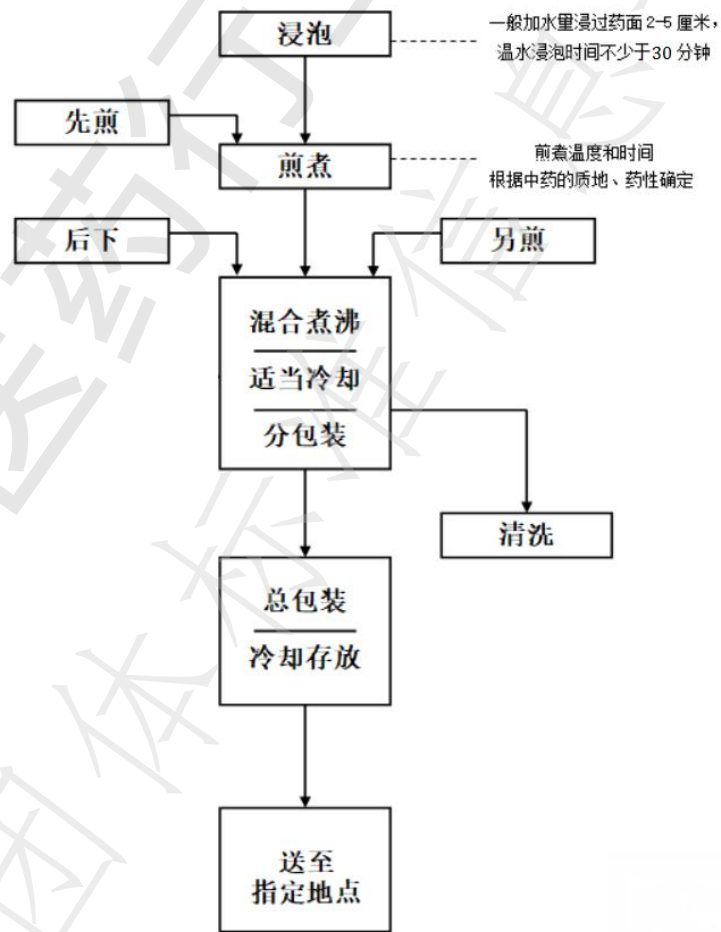 浸泡
一般加水量浸过药面 2-5 厘米，
温水浸泡时间不少于 30 分钟
先煎
煎煮
煎煮温度和时间
根据中药的质地、药性确定
后下
另煎
混合煮沸
适当冷却
分包装
清洗
总包装
冷却存放
送至
指定地点